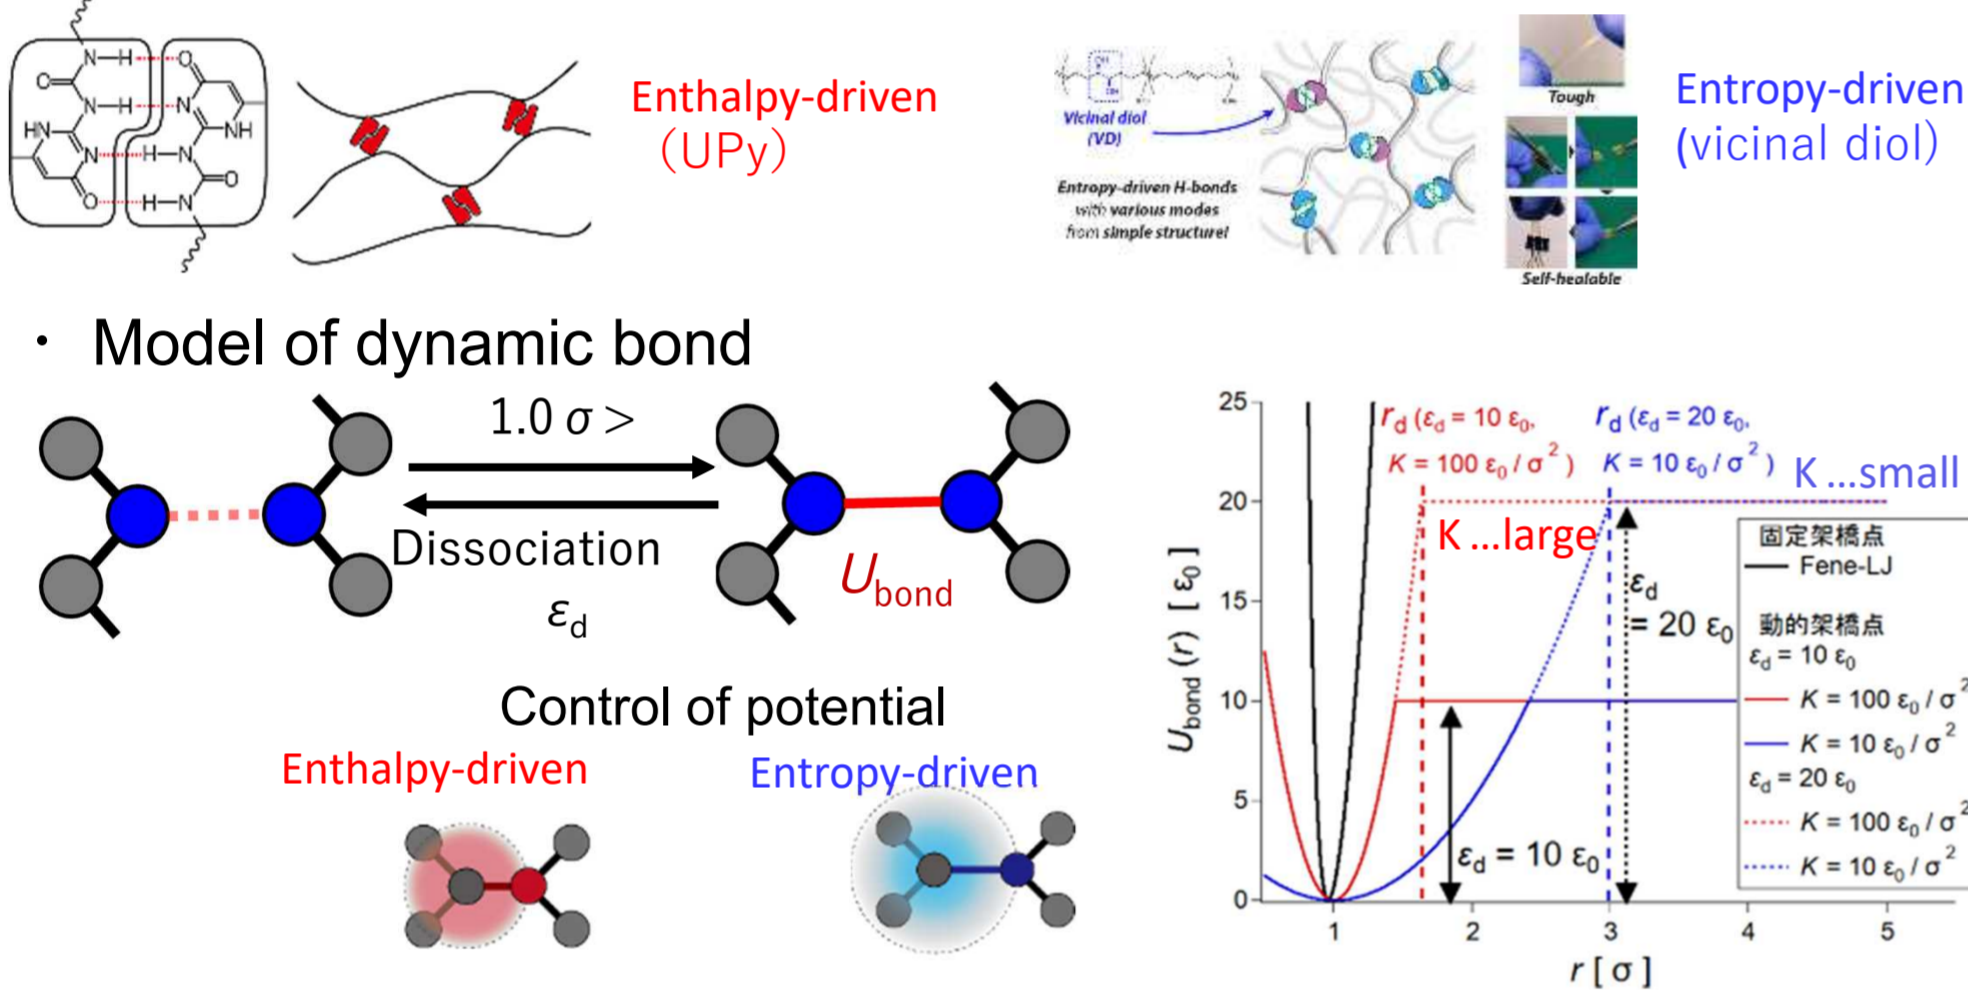 N-H
O
O
N-H
N
HN
NH
N
H-N
O
O
H-N
Enthalpy-driven
（UPy）
OH
OH
Vicinal diol
(VD)
Entropy-driven H-bonds
with various modes
from simple structure!
Tough
Self-healable
Entropy-driven
(vicinal diol）
・ Model of dynamic bond
1.0 σ >
Dissociation
εd
Ubond
Control of potential
Enthalpy-driven
Entropy-driven
Ubond (r) [ ε0 ]
25
20
15
10
5
0
1
2
3
4
5
r [ σ ]
rd (εd = 10 ε0,
K = 100 ε0 / σ2 )
rd (εd = 20 ε0,
K = 10 ε0 / σ2 )
K ...small
K ...large
εd
= 20 ε0
εd = 10 ε0
固定架橋点
Fene-LJ
動的架橋点
εd = 10 ε0
K = 100 ε0 / σ2
K = 10 ε0 / σ2
εd = 20 ε0
K = 100 ε0 / σ2
K = 10 ε0 / σ2